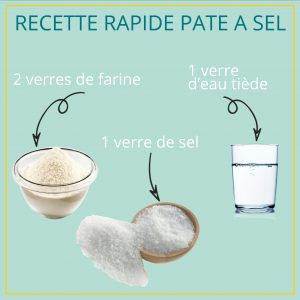 RECETTE RAPIDE PATE A SEL
2 verres de farine
1 verre
d'eau tiède
1 verre de sel